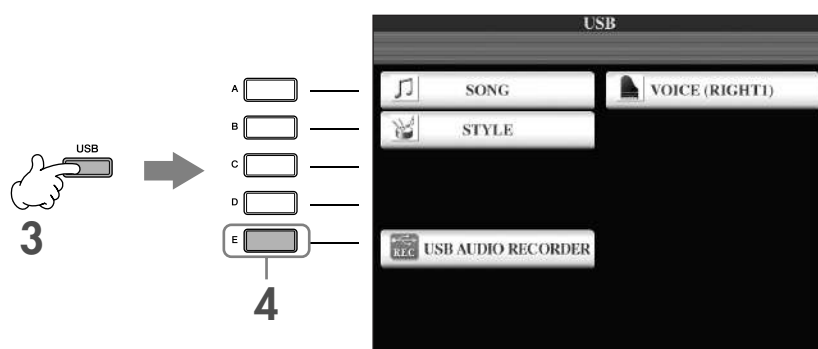 USB
3
A
B
C
D
E
4
USB
SONG
VOICE (RIGHT1)
STYLE
REC
USB AUDIO RECORDER